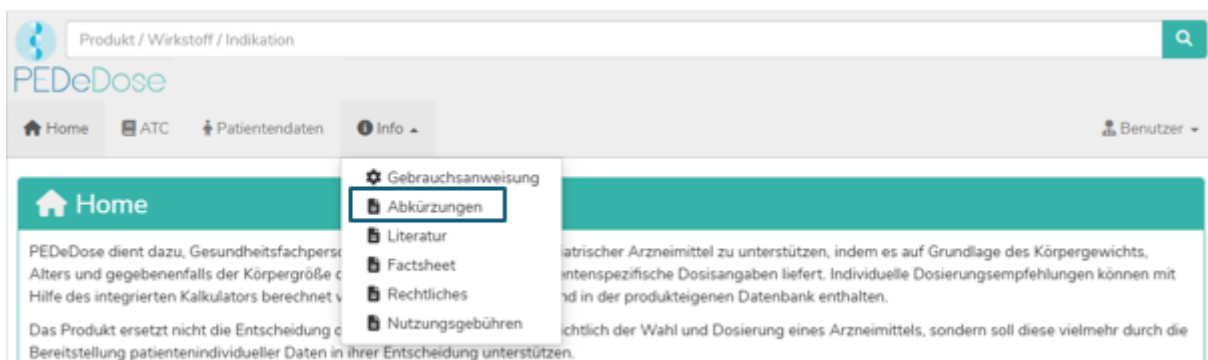 Produkt / Wirkstoff / Indikation
PEDeDose
Home ATC Patientendaten Info Benutzer
Gebrauchsanweisung
Abkürzungen
Literatur
Factsheet
Rechtliches
Nutzungsgebühren
Home
PEDeDose dient dazu, Gesundheitsfachperso atrischer Arzneimittel zu unterstützen, indem es auf Grundlage des Körpergewichts,
Alters und gegebenenfalls der Körpergröße entenspezifische Dosisangaben liefert. Individuelle Dosierungsempfehlungen können mit
Hilfe des integrierten Kalkulators berechnet nd in der produkteigenen Datenbank enthalten.
Das Produkt ersetzt nicht die Entscheidung ichtlich der Wahl und Dosierung eines Arzneimittels, sondern soll diese vielmehr durch die
Bereitstellung patientenindividueller Daten in ihrer Entscheidung unterstützen.